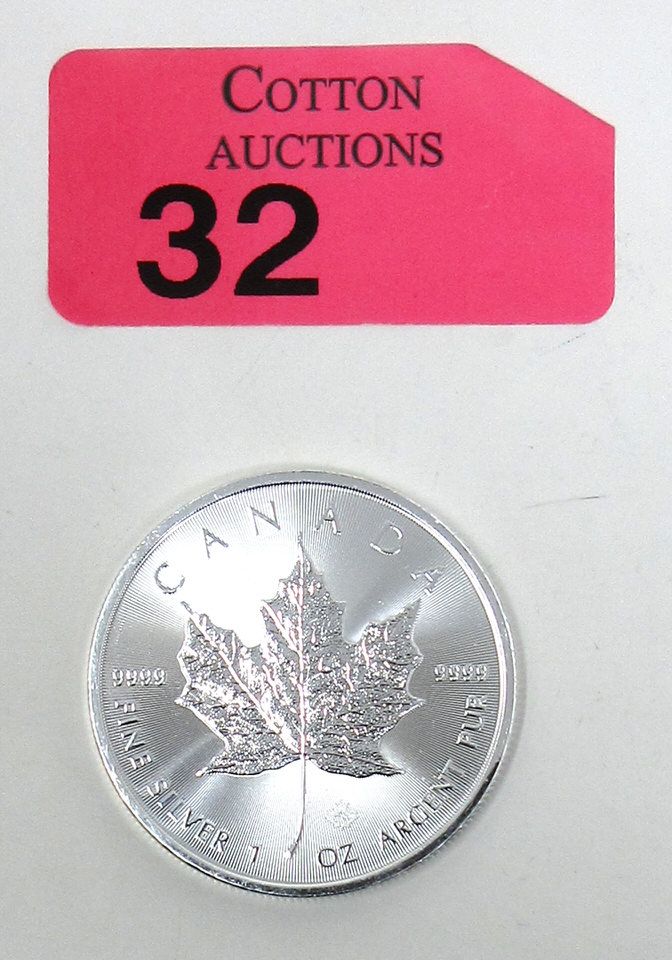 COTTON
AUCTIONS
32
CANADA
9999 9999
FINE SILVER 1 OZ ARGENT PUR